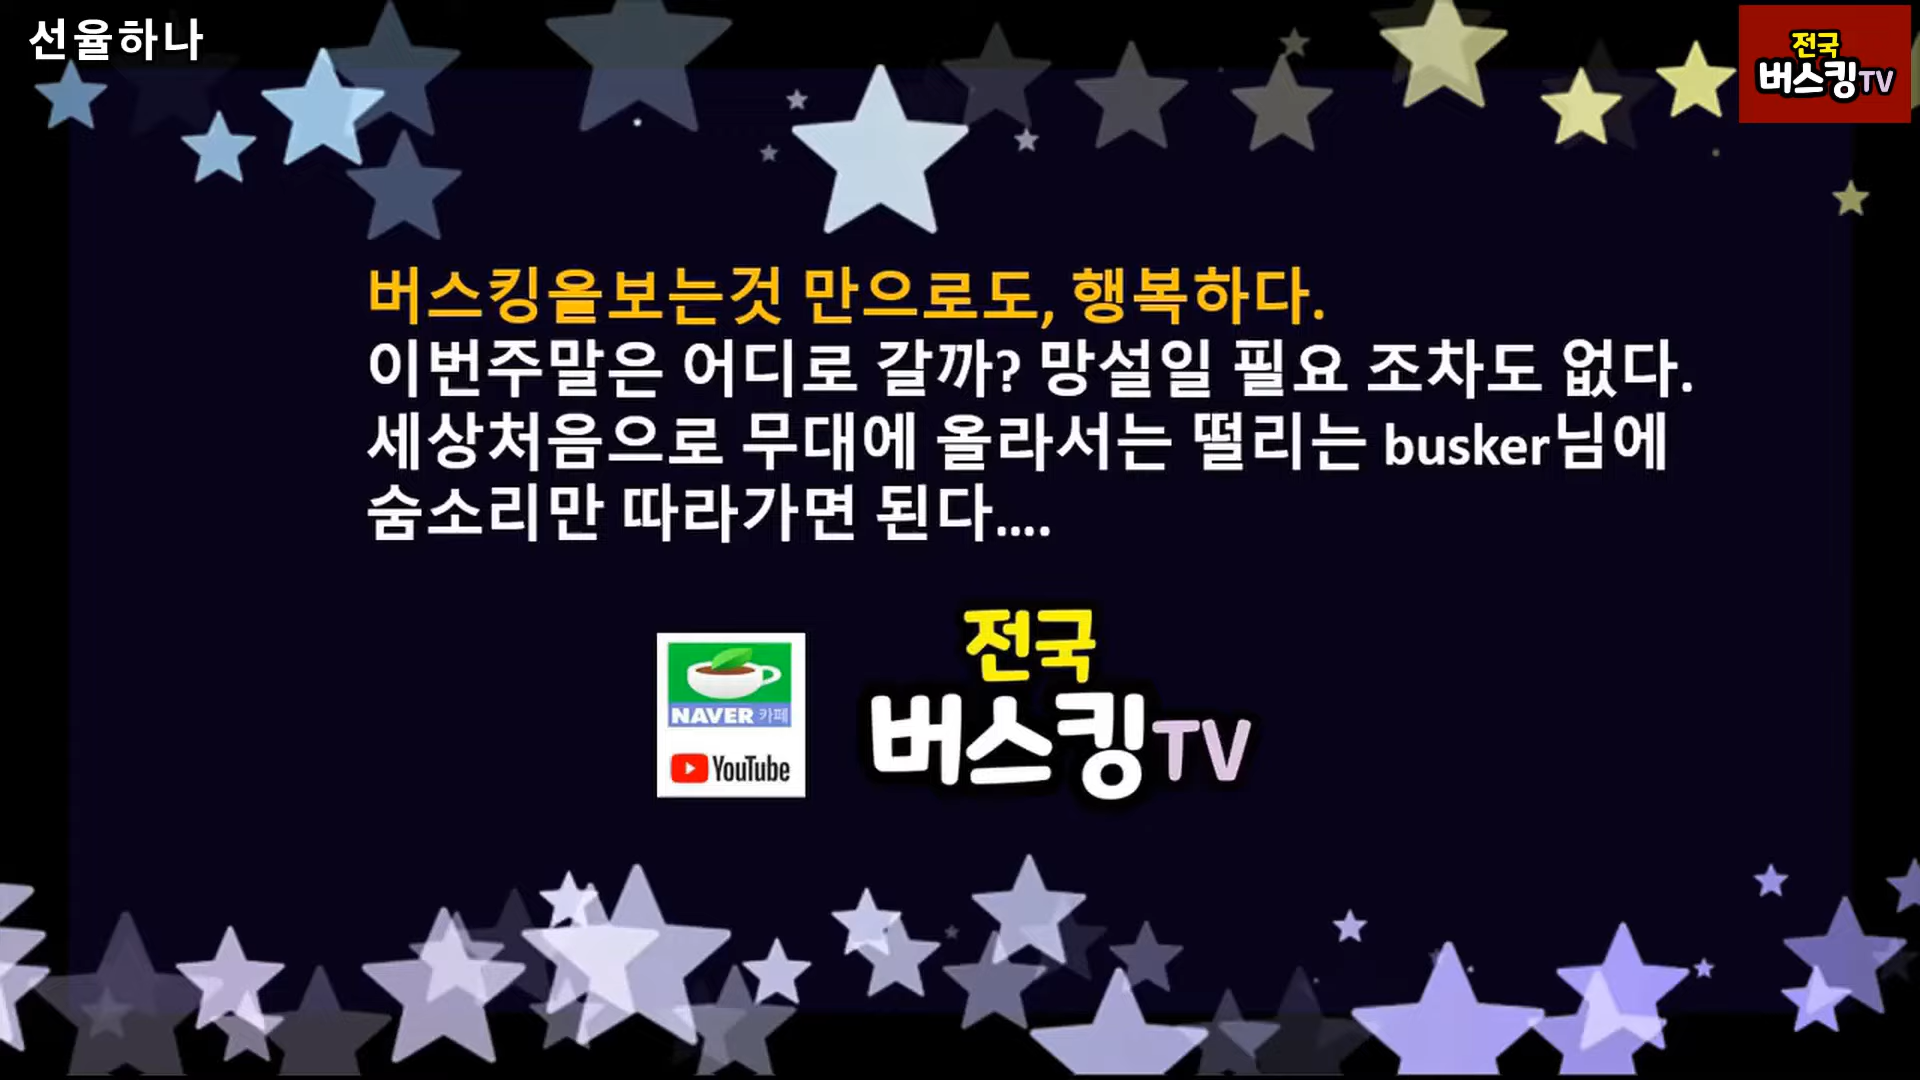 선율하나
전국
버스킹TV
버스킹을보는것 만으로도, 행복하다.
이번주말은 어디로 갈까? 망설일 필요 조차도 없다.
세상처음으로 무대에 올라서는 떨리는 busker님에
숨소리만 따라가면 된다....
NAVER 카페
YouTube
전국
버스킹TV